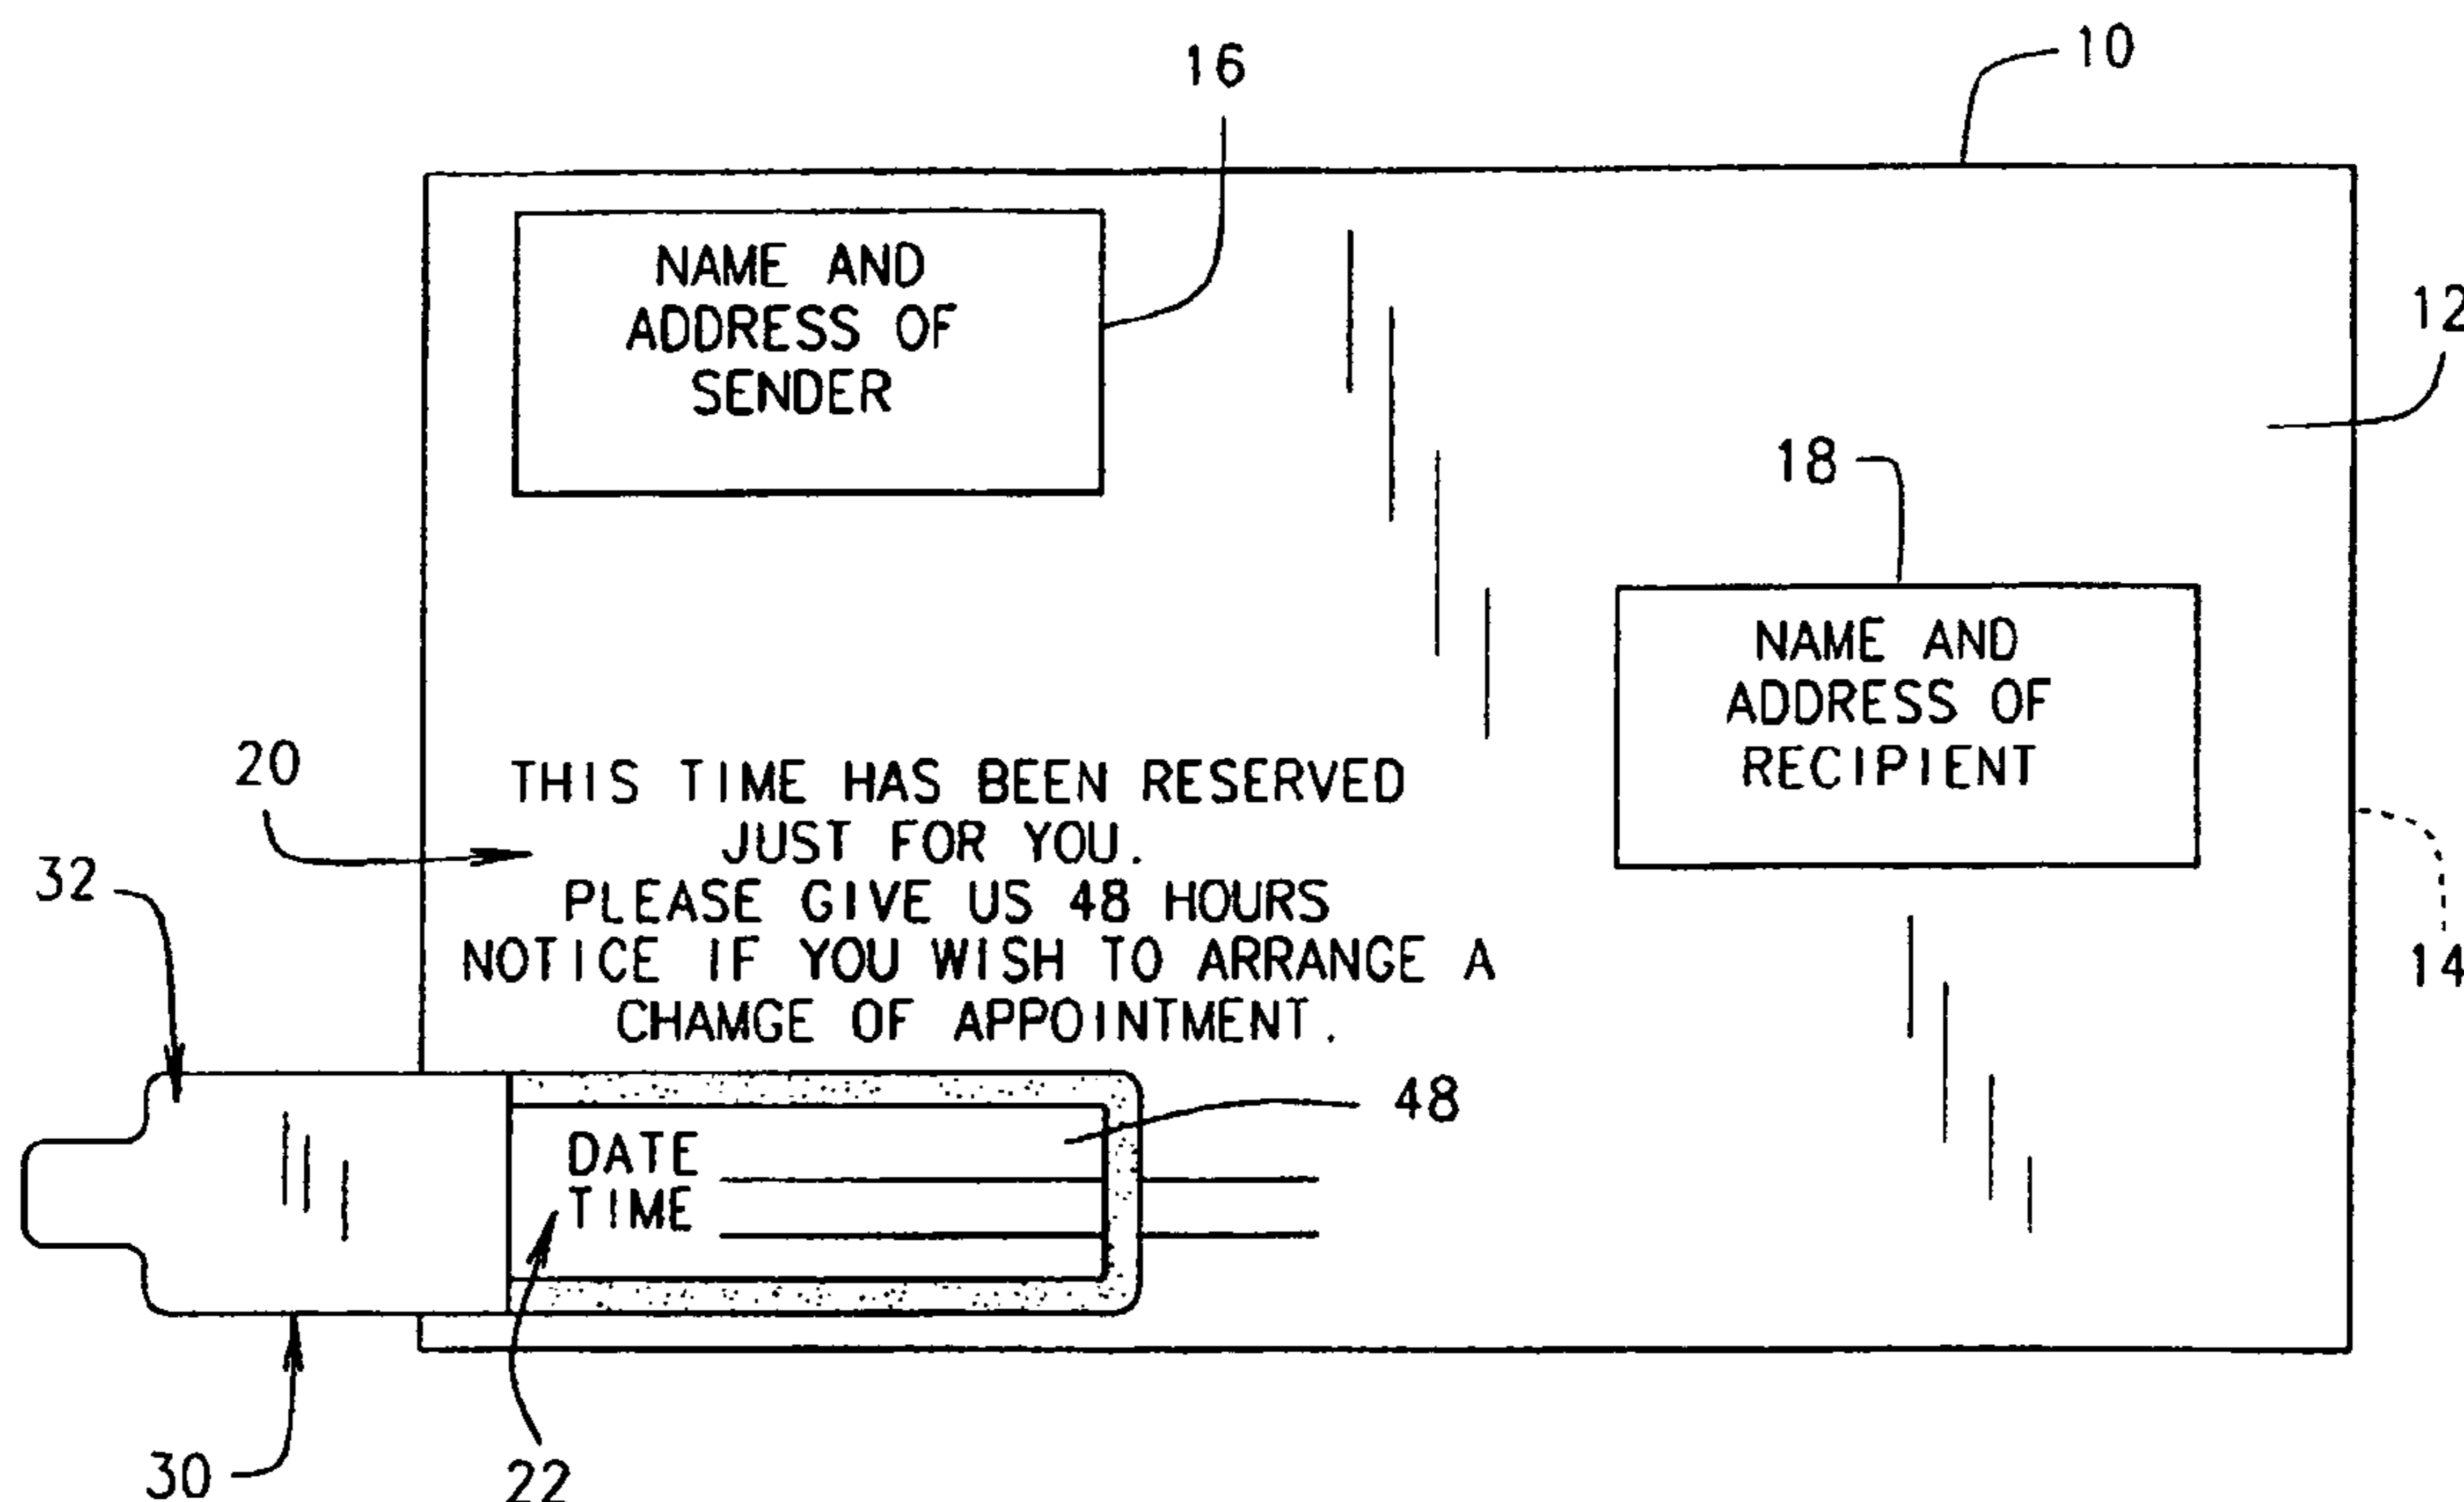 16
10
NAME AND
ADDRESS OF
SENDER
12
18
NAME AND
ADDRESS OF
RECIPIENT
20
THIS TIME HAS BEEN RESERVED
JUST FOR YOU.
32
PLEASE GIVE US 48 HOURS
NOTICE IF YOU WISH TO ARRANGE A
14
CHAMGE OF APPOINTMENT.
48
DATE
TIME
30
22